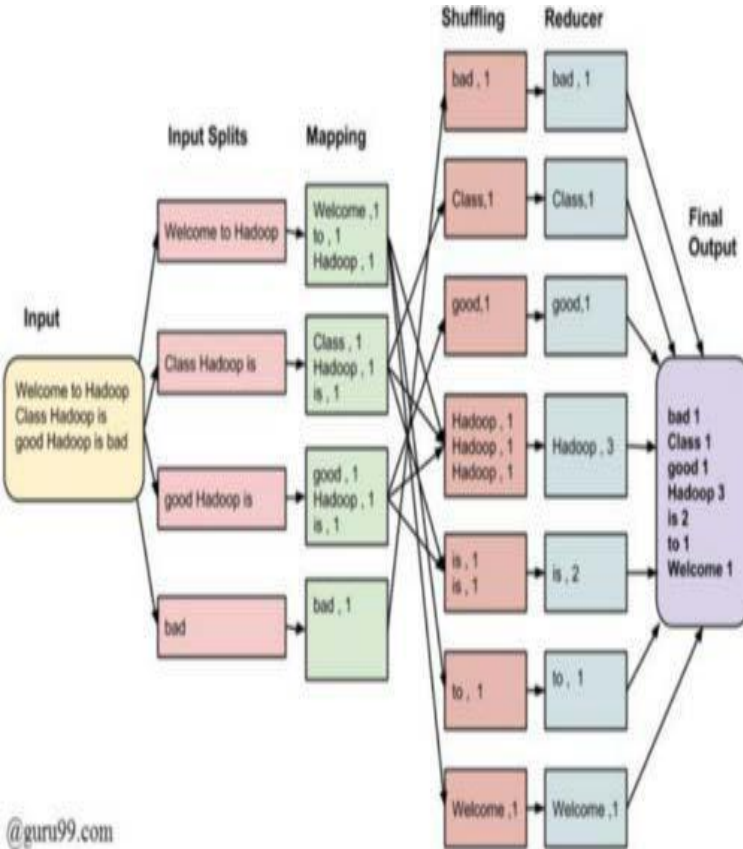 Shuffling
Reducer
Input Splits
Mapping
Final
Output
Input
Welcome to Hadoop
Class Hadoop is
good Hadoop is bad
Welcome to Hadoop
Class Hadoop is
good Hadoop is
bad
Welcome ,1
to , 1
Hadoop , 1
Class , 1
Hadoop , 1
is , 1
good , 1
Hadoop , 1
is , 1
bad , 1
bad , 1
Class,1
good,1
Hadoop , 1
Hadoop , 1
Hadoop , 1
is , 1
is , 1
to , 1
Welcome ,1
bad , 1
Class,1
good,1
Hadoop , 3
is , 2
to , 1
Welcome ,1
bad 1
Class 1
good 1
Hadoop 3
is 2
to 1
Welcome 1
@guru99.com